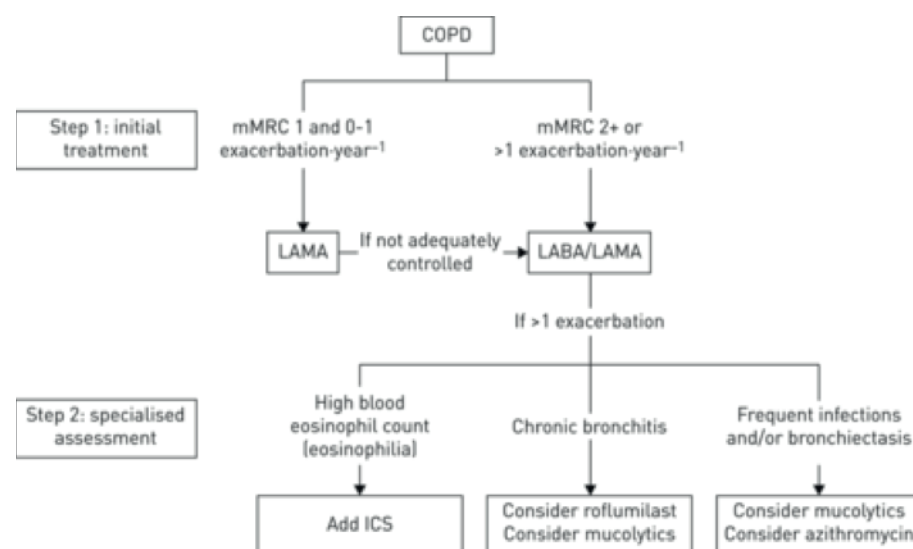 COPD
Step 1: initial
treatment
mMRC 1 and 0-1
exacerbation·year⁻¹
mMRC 2+ or
>1 exacerbation·year⁻¹
LAMA
If not adequately
controlled
LABA/LAMA
If >1 exacerbation
Step 2: specialised
assessment
High blood
eosinophil count
(eosinophilia)
Chronic bronchitis
Frequent infections
and/or bronchiectasis
Add ICS
Consider roflumilast
Consider mucolytics
Consider mucolytics
Consider azithromycin